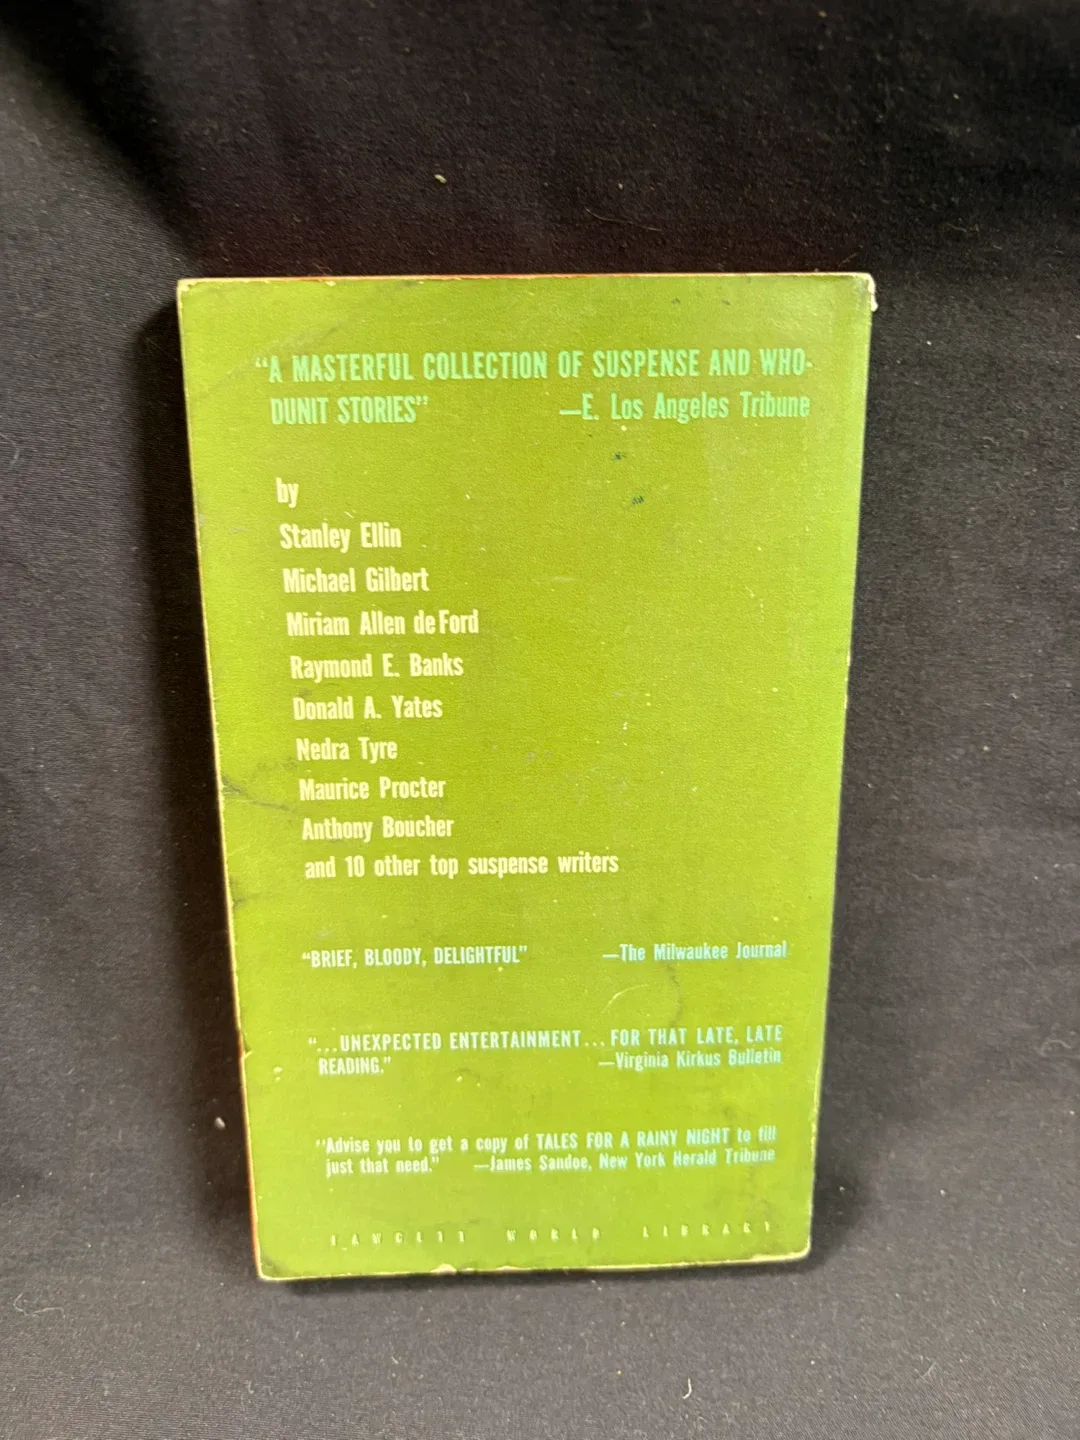 “A MASTERFUL COLLECTION OF SUSPENSE AND WHO-
DUNIT STORIES” —E. Los Angeles Tribune
by
Stanley Ellin
Michael Gilbert
Miriam Allen deFord
Raymond E. Banks
Donald A. Yates
Nedra Tyre
Maurice Procter
Anthony Boucher
and 10 other top suspense writers
“BRIEF, BLOODY, DELIGHTFUL” —The Milwaukee Journal
“...UNEXPECTED ENTERTAINMENT... FOR THAT LATE, LATE
READING.” —Virginia Kirkus Bulletin
“Advise you to get a copy of TALES FOR A RAINY NIGHT to fill
just that need.” —James Sandoe, New York Herald Tribune
FAWCETT WORLD LIBRARY